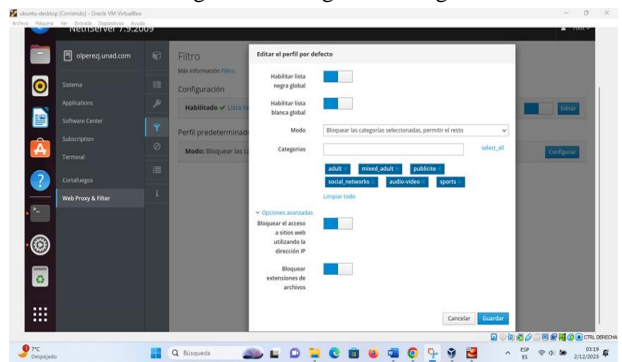 ubuntu-desktop [Corriendo] - Oracle VM VirtualBox
Archivo Máquina Ver Entrada Dispositivos Ayuda
NethServer 7.9.2009
root
olperezj.unad.com
Sistema
Applications
Software Center
Subscription
Terminal
Cortafuegos
Web Proxy & Filter
Filtro
Más información Filtro.
Configuración
Habilitado Lista
Editar
Perfil predeterminad
Modo: Bloquear las ca
Configurar
Editar el perfil por defecto
Habilitar lista
negra global
Habilitar lista
blanca global
Modo
Bloquear las categorías seleccionadas, permitir el resto
Categorías
select_all
adult
mixed_adult
publicite
social_networks
audio-video
sports
Limpiar todo
Opciones avanzadas
Bloquear el acceso
a sitios web
utilizando la
dirección IP
Bloquear
extensiones de
archivos
Cancelar
Guardar
CTRL DERECHA
7°C
Despejado
Búsqueda
ESP
ES
03:19
2/12/2023